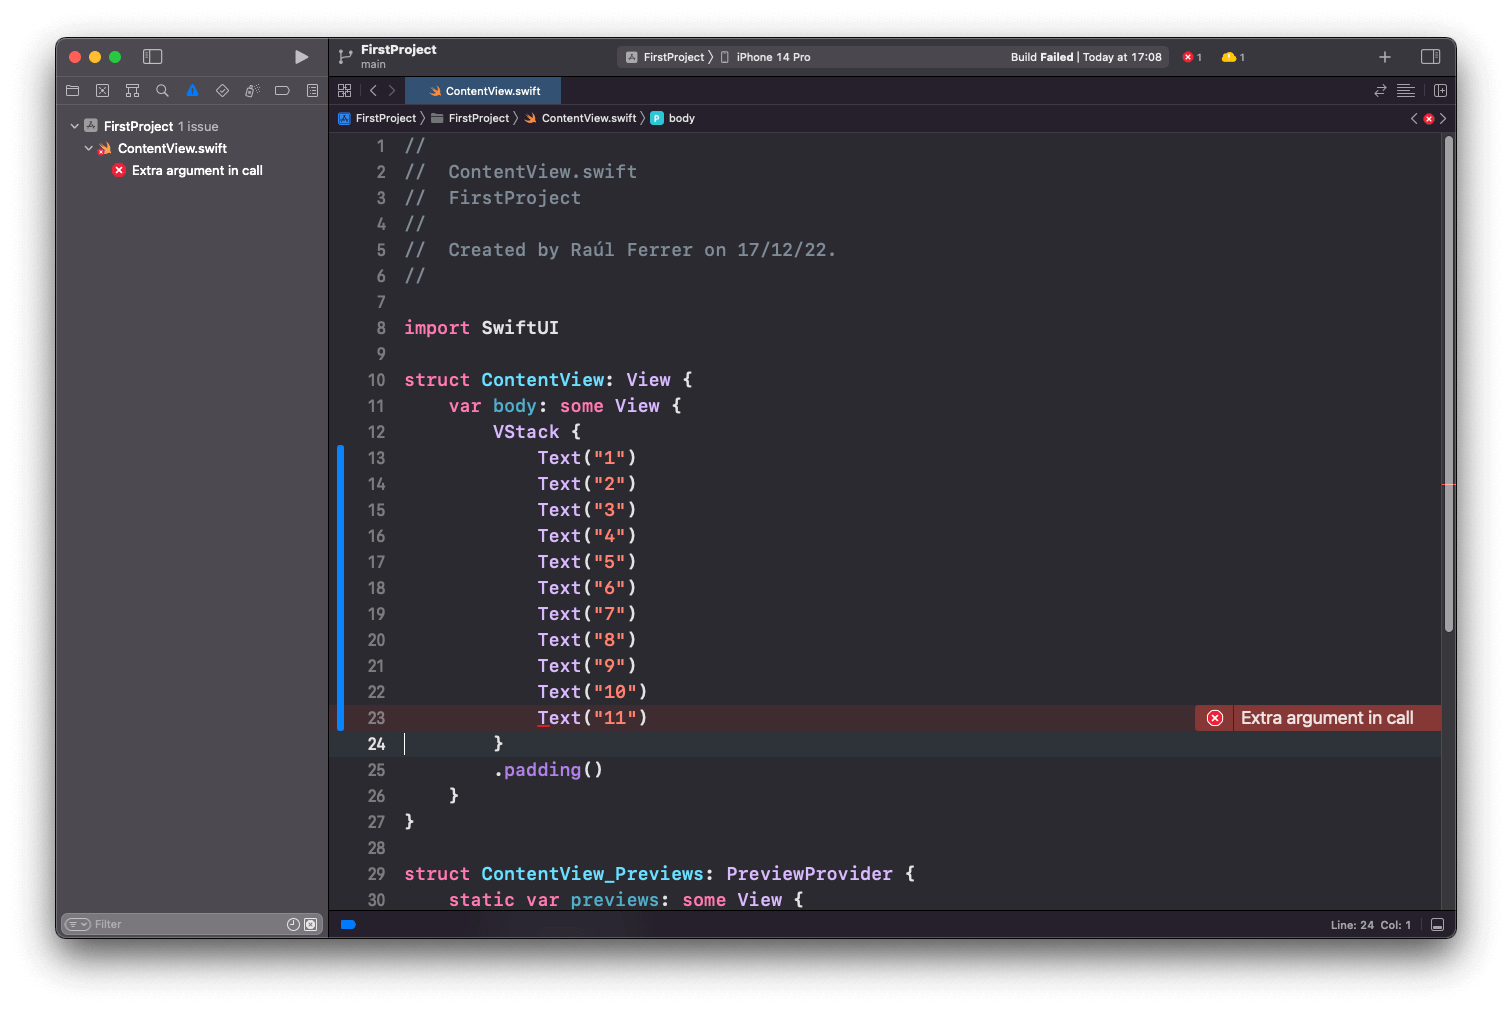 FirstProject
main
FirstProject 〉 iPhone 14 Pro
Build Failed | Today at 17:08
1
1
ContentView.swift
FirstProject 1 issue
ContentView.swift
Extra argument in call
FirstProject 〉 FirstProject 〉 ContentView.swift 〉 P body
1 //
2 //  ContentView.swift
3 //  FirstProject
4 //
5 //  Created by Raúl Ferrer on 17/12/22.
6 //
7
8 import SwiftUI
9
10 struct ContentView: View {
11     var body: some View {
12         VStack {
13             Text("1")
14             Text("2")
15             Text("3")
16             Text("4")
17             Text("5")
18             Text("6")
19             Text("7")
20             Text("8")
21             Text("9")
22             Text("10")
23             Text("11") Extra argument in call
24         }
25         .padding()
26     }
27 }
28
29 struct ContentView_Previews: PreviewProvider {
30     static var previews: some View {
Filter
Line: 24 Col: 1